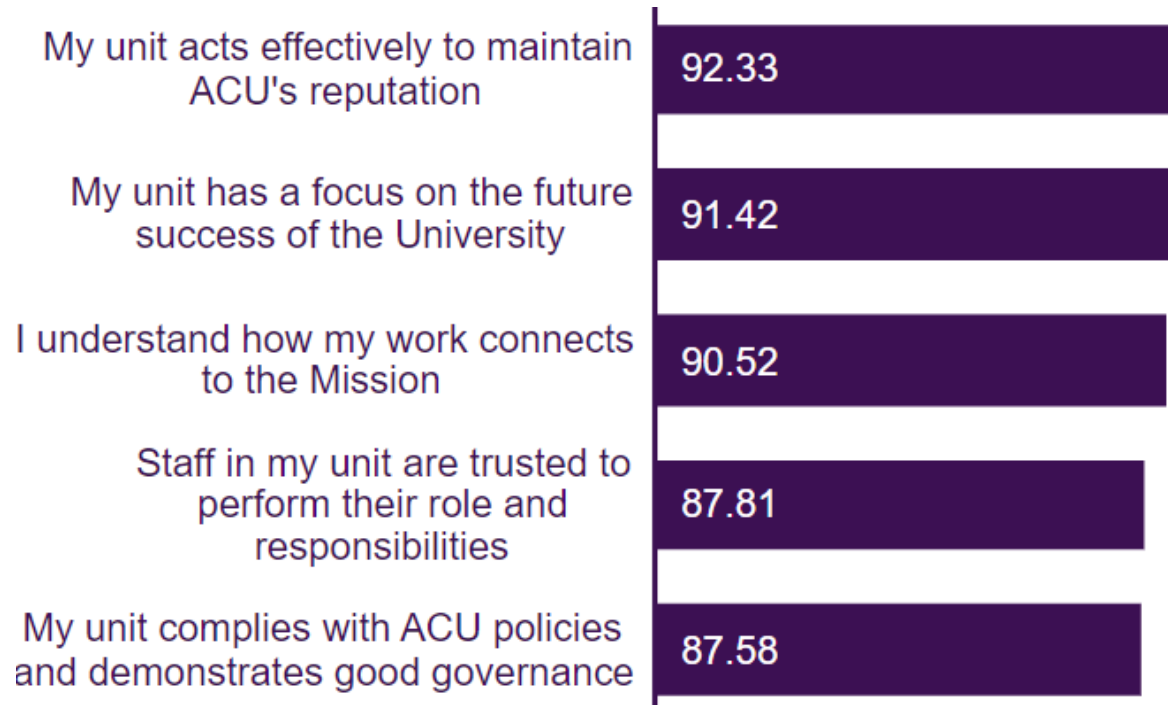 My unit acts effectively to maintain
ACU's reputation
92.33
My unit has a focus on the future
success of the University
91.42
I understand how my work connects
to the Mission
90.52
Staff in my unit are trusted to
perform their role and
responsibilities
87.81
My unit complies with ACU policies
and demonstrates good governance
87.58